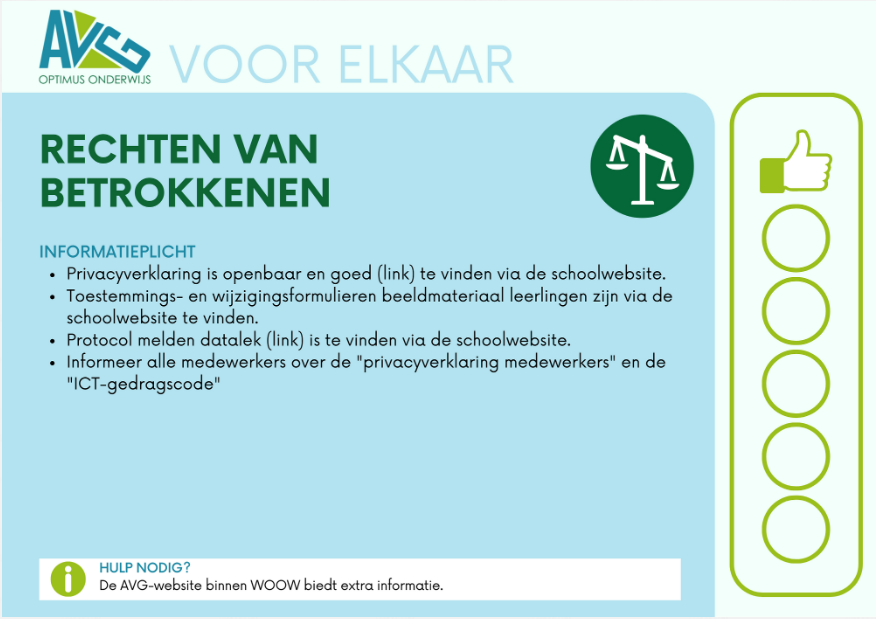 AVG
OPTIMUS ONDERWIJS
VOOR ELKAAR
RECHTEN VAN
BETROKKENEN
INFORMATIEPLICHT
• Privacyverklaring is openbaar en goed (link) te vinden via de schoolwebsite.
• Toestemmings- en wijzigingsformulieren beeldmateriaal leerlingen zijn via de
schoolwebsite te vinden.
• Protocol melden datalek (link) is te vinden via de schoolwebsite.
• Informeer alle medewerkers over de "privacyverklaring medewerkers" en de
"ICT-gedragscode"
HULP NODIG?
De AVG-website binnen WOOW biedt extra informatie.